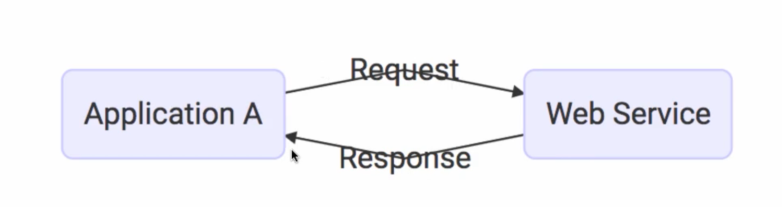 Request
Application A
Web Service
Response